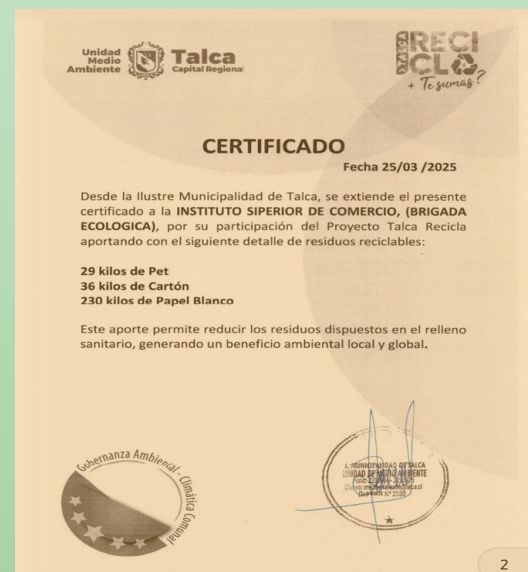 Unidad
Medio
Ambiente
Talca
Capital Regional
TALCA
RECI
CLA
+ Te sumas?
CERTIFICADO
Fecha 25/03 /2025
Desde la Ilustre Municipalidad de Talca, se extiende el presente
certificado a la INSTITUTO SIPERIOR DE COMERCIO, (BRIGADA
ECOLOGICA), por su participación del Proyecto Talca Recicla
aportando con el siguiente detalle de residuos reciclables:
29 kilos de Pet
36 kilos de Cartón
230 kilos de Papel Blanco
Este aporte permite reducir los residuos dispuestos en el relleno
sanitario, generando un beneficio ambiental local y global.
Gobernanza Ambiental - Climática Comunal
I. MUNICIPALIDAD DE TALCA
UNIDAD DE MEDIO AMBIENTE
2